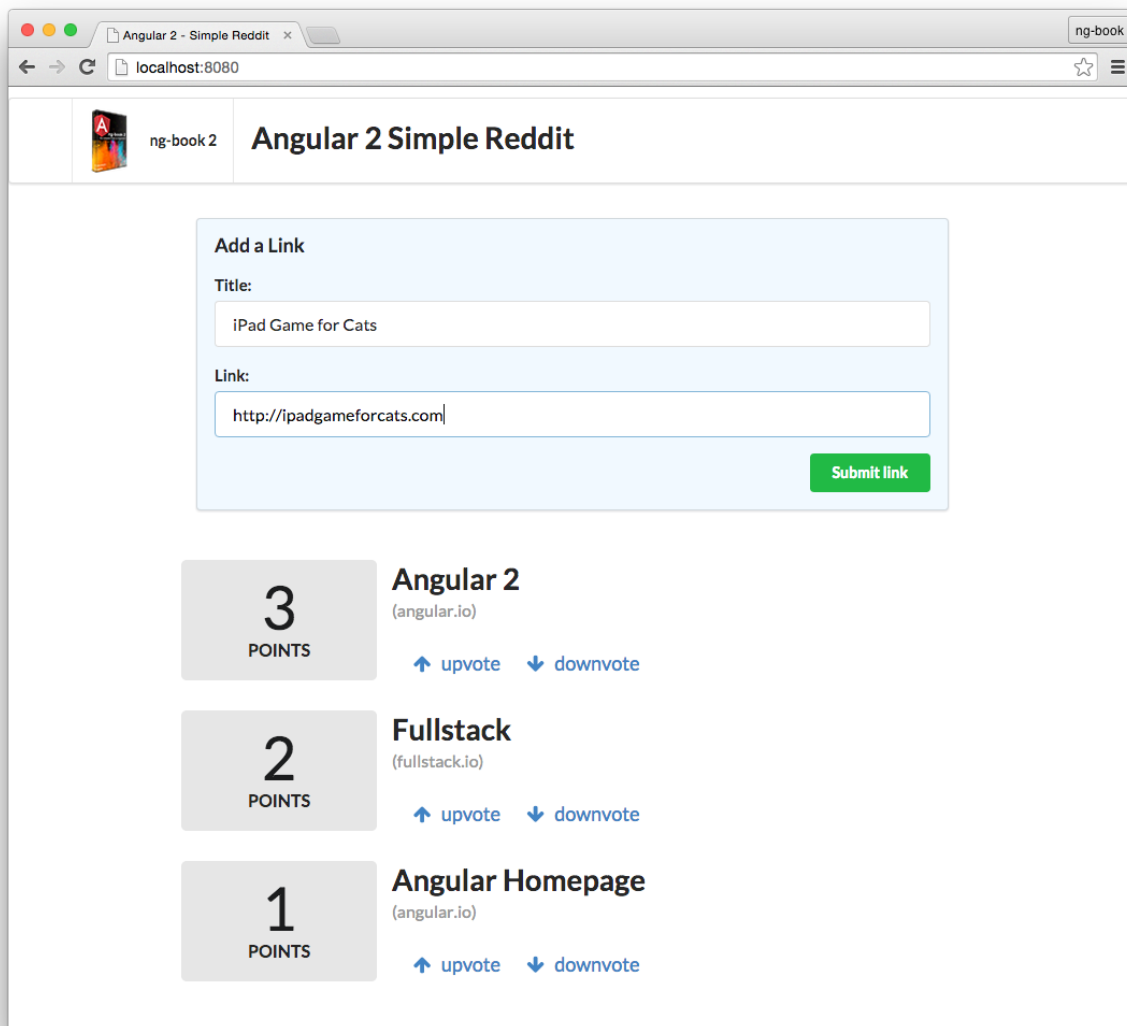 Angular 2 - Simple Reddit
ng-book
localhost:8080
ng-book 2
Angular 2 Simple Reddit
Add a Link
Title:
iPad Game for Cats
Link:
http://ipadgameforcats.com
Submit link
3
POINTS
Angular 2
(angular.io)
upvote downvote
2
POINTS
Fullstack
(fullstack.io)
upvote downvote
1
POINTS
Angular Homepage
(angular.io)
upvote downvote